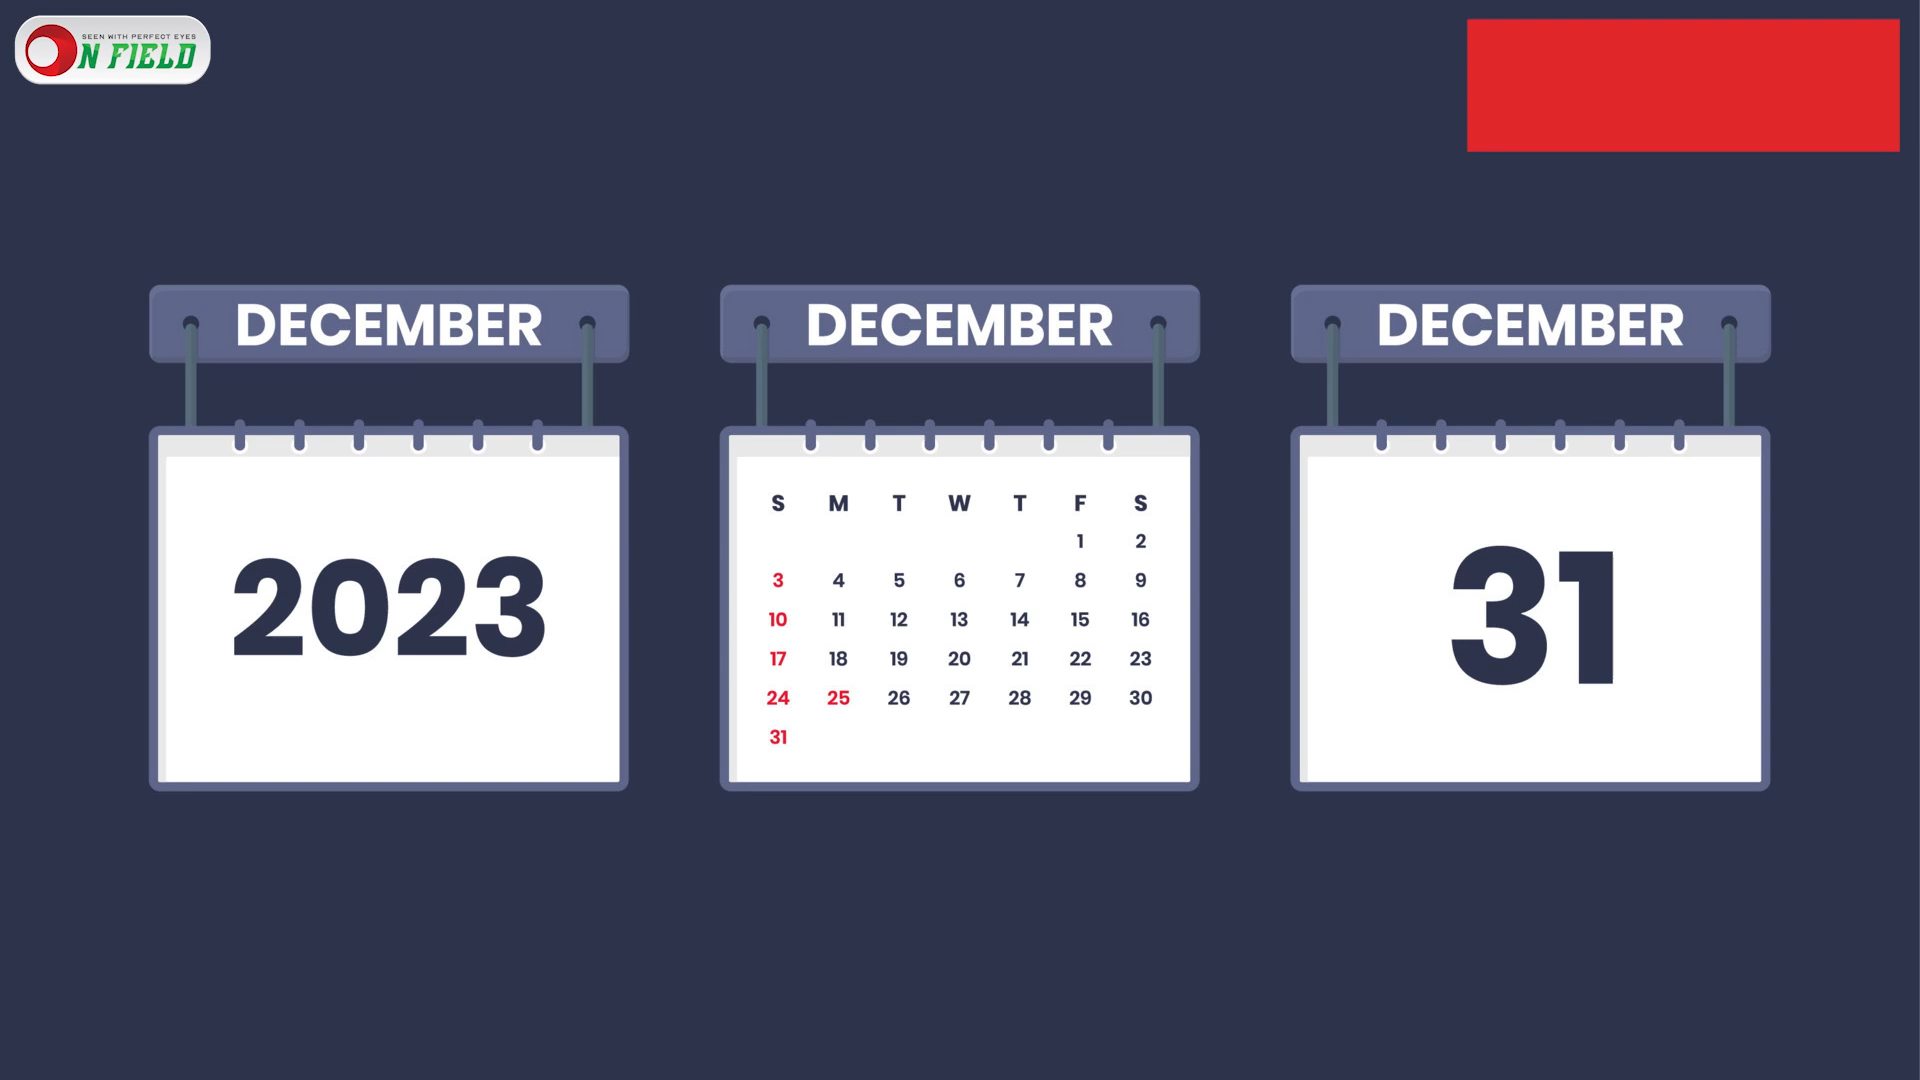 SEEN WITH PERFECT EYES
ON FIELD
DECEMBER
2023
DECEMBER
S M T W T F S
1 2
3 4 5 6 7 8 9
10 11 12 13 14 15 16
17 18 19 20 21 22 23
24 25 26 27 28 29 30
31
DECEMBER
31